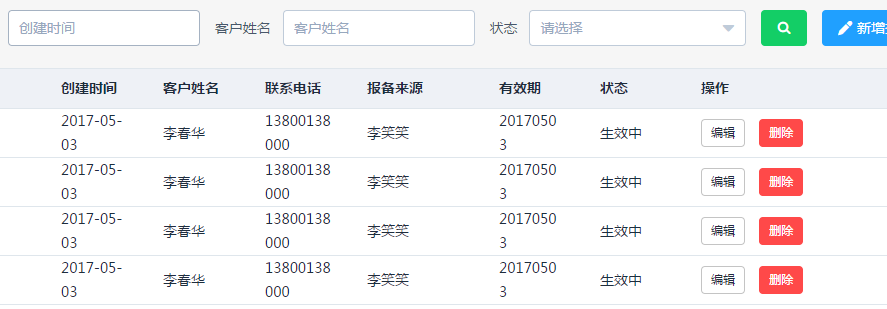 创建时间 客户姓名 客户姓名 状态 请选择 新增
创建时间 客户姓名 联系电话 报备来源 有效期 状态 操作
2017-05-03 李春华 13800138000 李笑笑 20170503 生效中 编辑 删除
2017-05-03 李春华 13800138000 李笑笑 20170503 生效中 编辑 删除
2017-05-03 李春华 13800138000 李笑笑 20170503 生效中 编辑 删除
2017-05-03 李春华 13800138000 李笑笑 20170503 生效中 编辑 删除